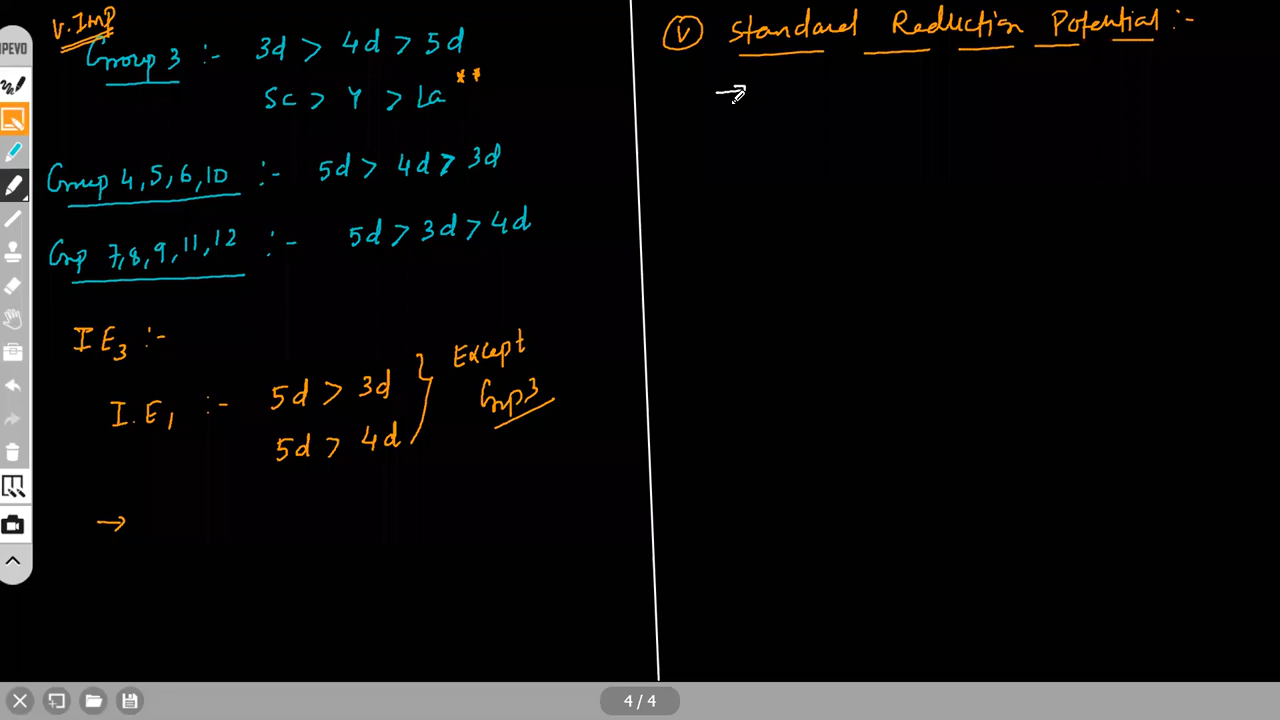 V. Imp
Group 3 :- 3d > 4d > 5d
Sc > Y > La **
Group 4,5,6,10 :- 5d > 4d > 3d
Grp 7,8,9,11,12 :- 5d > 3d > 4d
IE3 :-
I.E1 :- 5d > 3d
5d > 4d
Except
Grp3
→
(V) Standard Reduction Potential :-
→
IPEVO
4 / 4